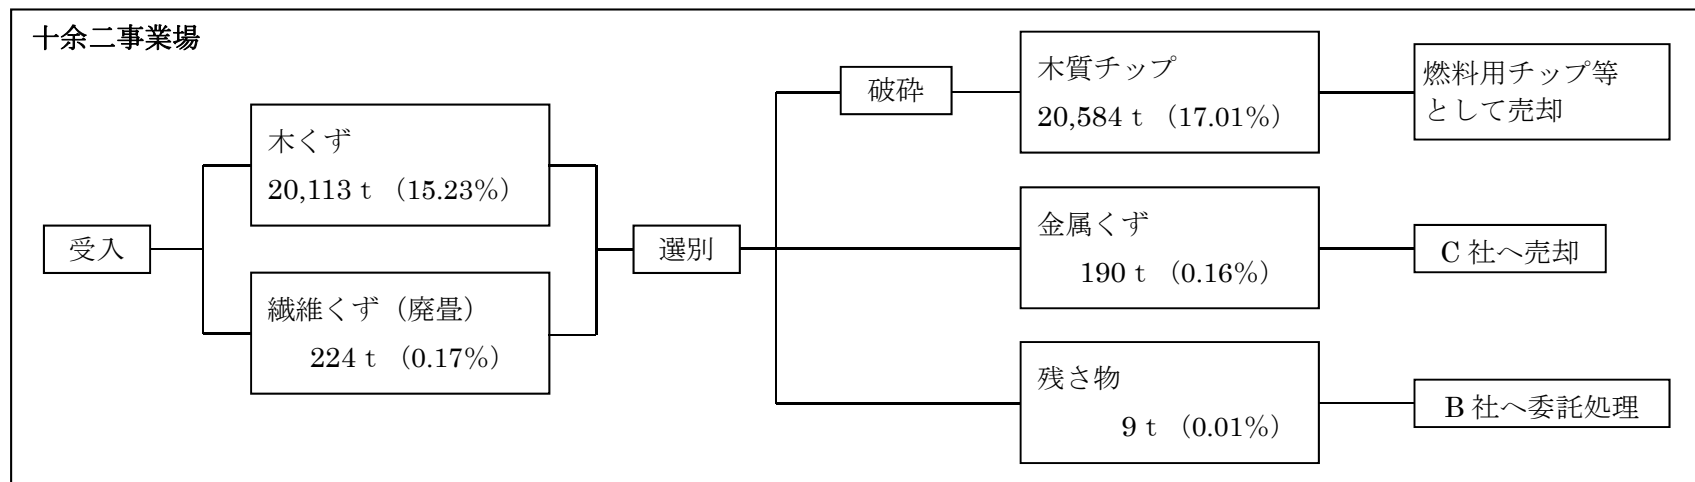 十余二事業場
受入
木くず
20,113 t （15.23%）
繊維くず（廃畳）
224 t （0.17%）
選別
破砕
木質チップ
20,584 t （17.01%）
燃料用チップ等
として売却
金属くず
190 t （0.16%）
C 社へ売却
残さ物
9 t （0.01%）
B 社へ委託処理